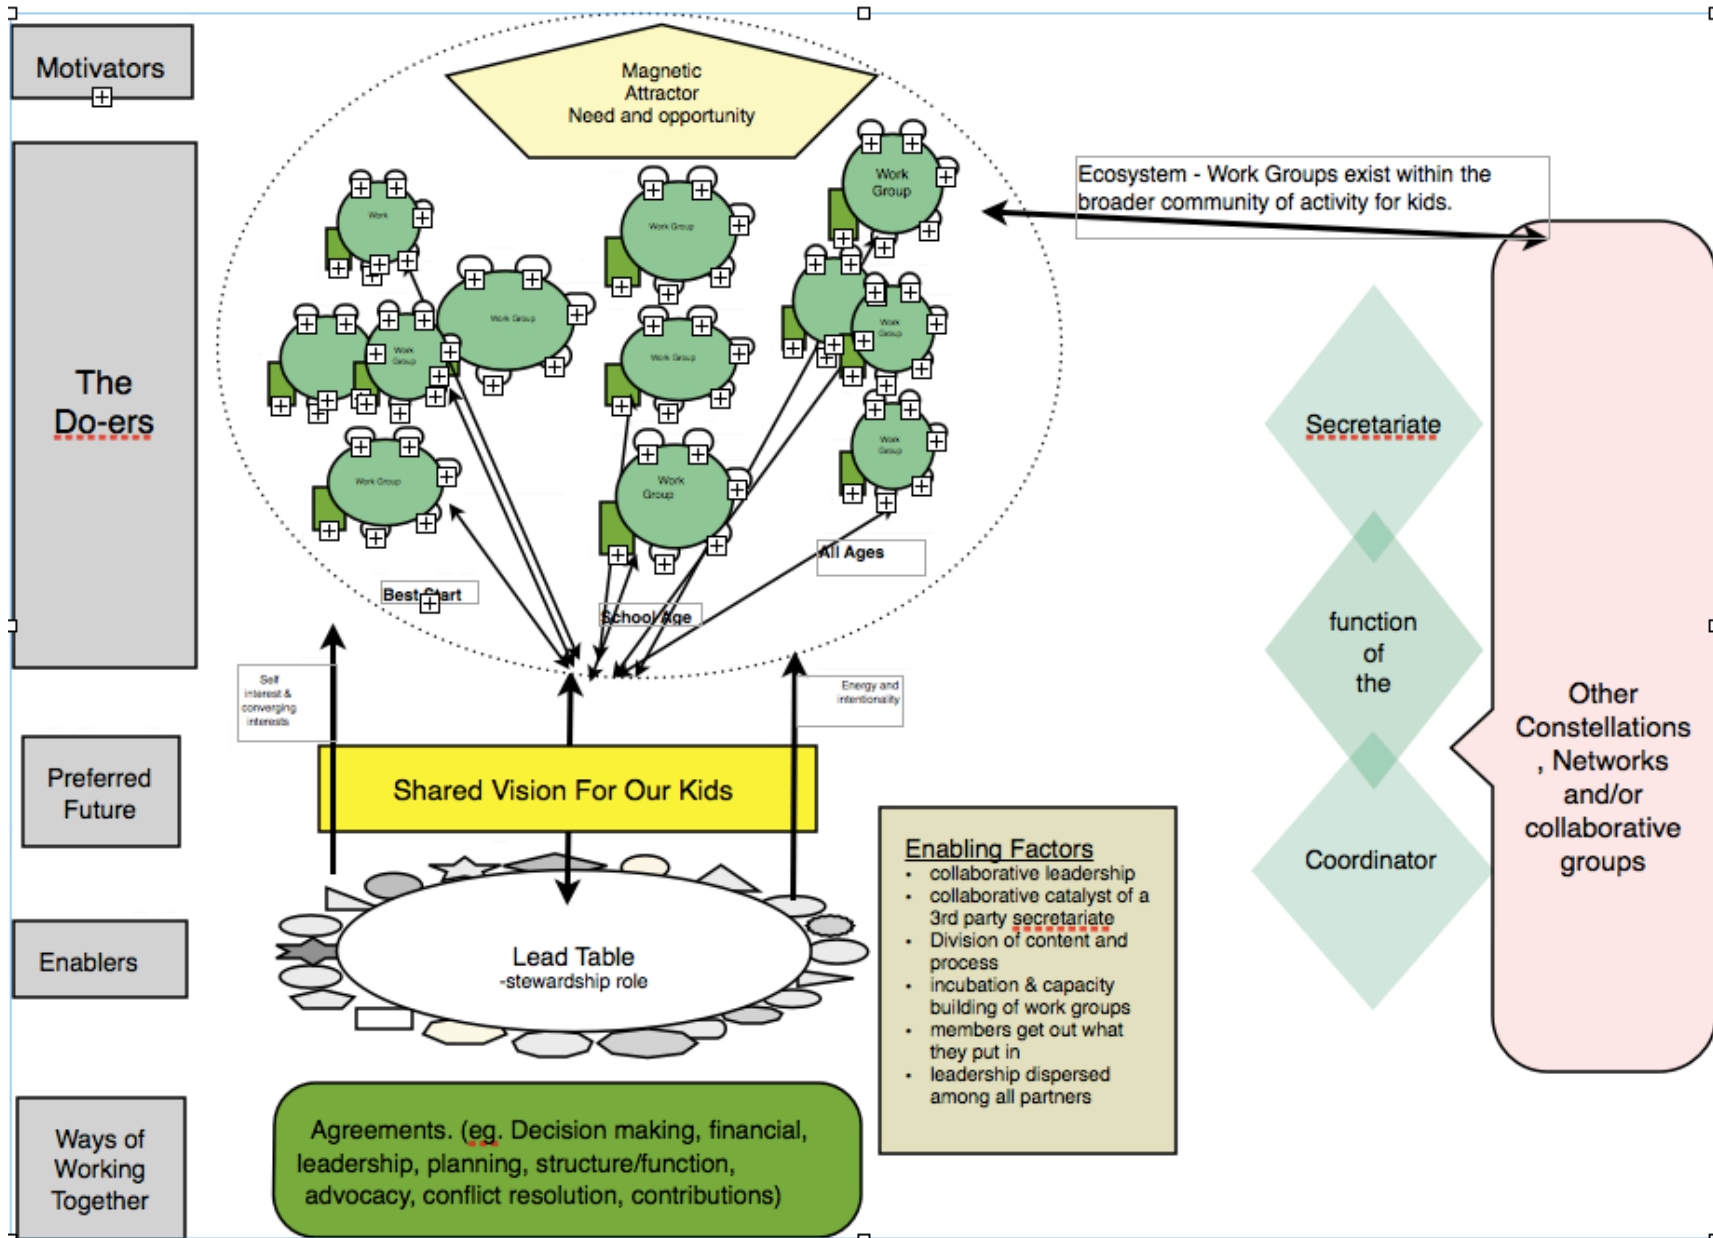 Motivators
Magnetic
Attractor
Need and opportunity
The
Do-ers
Work
Work Group
Work
Group
Work Group
Work Group
Work Group
Work
Group
Work
Group
Work
Group
Work
Group
Work Group
Best Start
School Age
All Ages
Ecosystem - Work Groups exist within the
broader community of activity for kids.
Self
interest &
converging
interests
Energy and
intentionality
Preferred
Future
Shared Vision For Our Kids
Enablers
Lead Table
-stewardship role
Enabling Factors
• collaborative leadership
• collaborative catalyst of a
3rd party secretariate
• Division of content and
process
• incubation & capacity
building of work groups
• members get out what
they put in
• leadership dispersed
among all partners
Ways of
Working
Together
Agreements. (eg. Decision making, financial,
leadership, planning, structure/function,
advocacy, conflict resolution, contributions)
Secretariate
function
of
the
Coordinator
Other
Constellations
, Networks
and/or
collaborative
groups